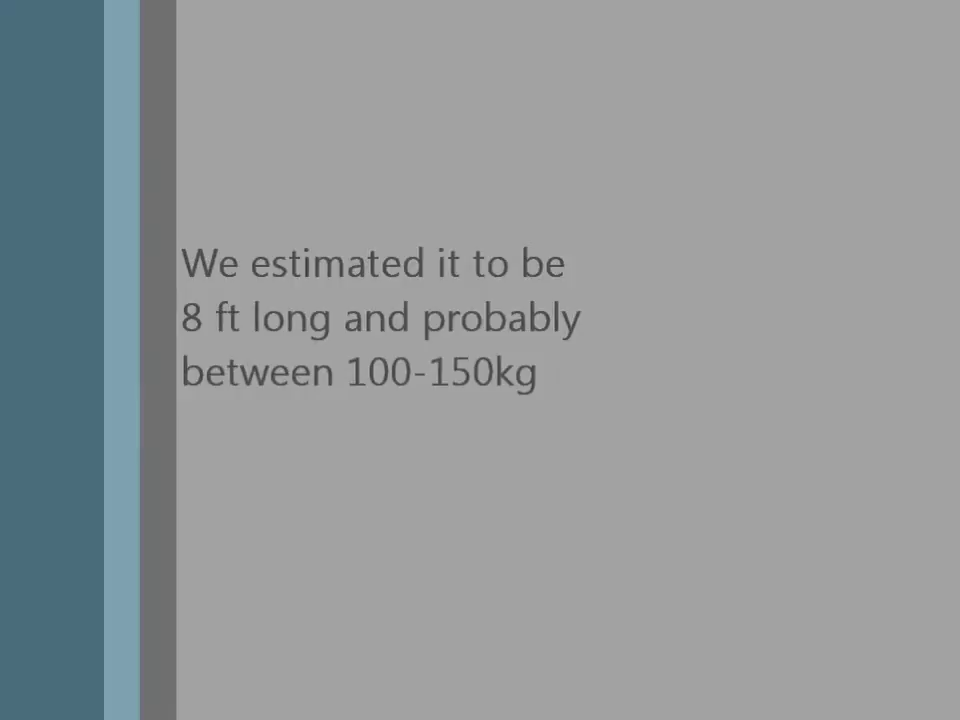 We estimated it to be
8 ft long and probably
between 100-150kg